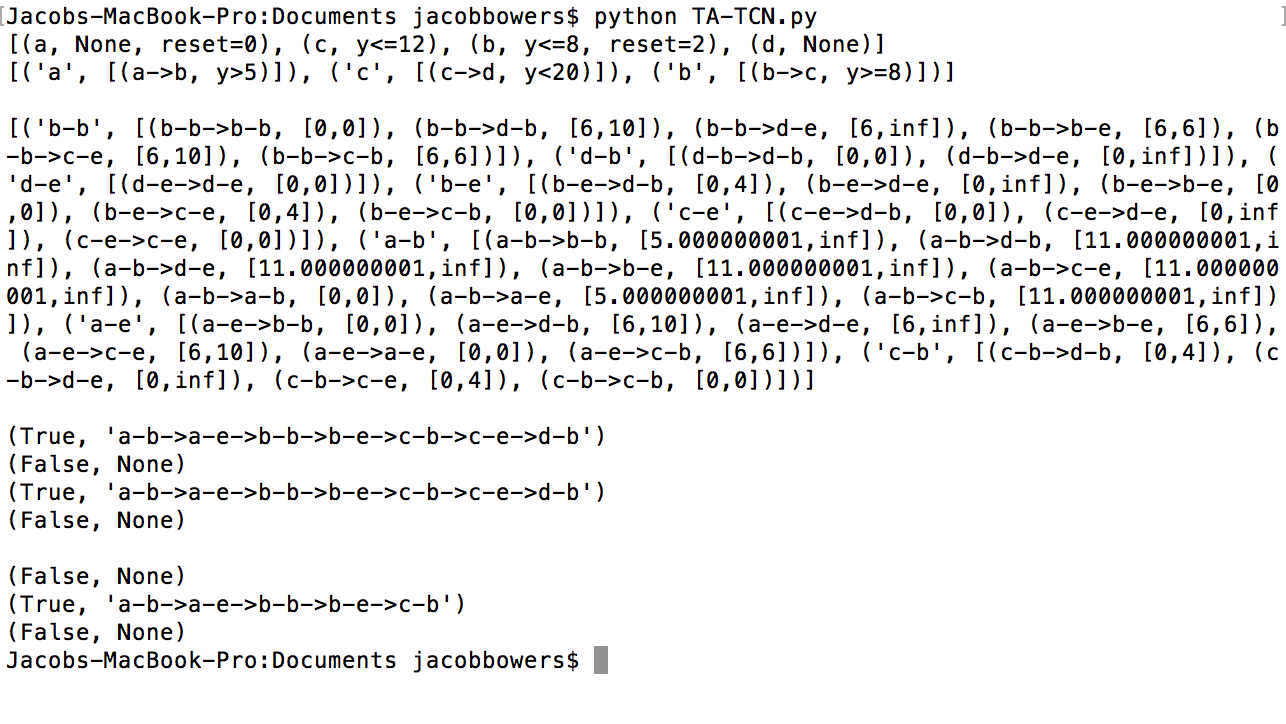 [Jacobs-MacBook-Pro:Documents jacobbowers$ python TA-TCN.py ]
[(a, None, reset=0), (c, y<=12), (b, y<=8, reset=2), (d, None)]
[('a', [(a->b, y>5)]), ('c', [(c->d, y<20)]), ('b', [(b->c, y>=8)])]

[('b-b', [(b-b->b-b, [0,0]), (b-b->d-b, [6,10]), (b-b->d-e, [6,inf]), (b-b->b-e, [6,6]), (b
-b->c-e, [6,10]), (b-b->c-b, [6,6])]), ('d-b', [(d-b->d-b, [0,0]), (d-b->d-e, [0,inf])]), (
'd-e', [(d-e->d-e, [0,0])]), ('b-e', [(b-e->d-b, [0,4]), (b-e->d-e, [0,inf]), (b-e->b-e, [0
,0]), (b-e->c-e, [0,4]), (b-e->c-b, [0,0])]), ('c-e', [(c-e->d-b, [0,0]), (c-e->d-e, [0,inf
]), (c-e->c-e, [0,0])]), ('a-b', [(a-b->b-b, [5.000000001,inf]), (a-b->d-b, [11.000000001,i
nf]), (a-b->d-e, [11.000000001,inf]), (a-b->b-e, [11.000000001,inf]), (a-b->c-e, [11.000000
001,inf]), (a-b->a-b, [0,0]), (a-b->a-e, [5.000000001,inf]), (a-b->c-b, [11.000000001,inf])
]), ('a-e', [(a-e->b-b, [0,0]), (a-e->d-b, [6,10]), (a-e->d-e, [6,inf]), (a-e->b-e, [6,6]),
 (a-e->c-e, [6,10]), (a-e->a-e, [0,0]), (a-e->c-b, [6,6])]), ('c-b', [(c-b->d-b, [0,4]), (c
-b->d-e, [0,inf]), (c-b->c-e, [0,4]), (c-b->c-b, [0,0])])]

(True, 'a-b->a-e->b-b->b-e->c-b->c-e->d-b')
(False, None)
(True, 'a-b->a-e->b-b->b-e->c-b->c-e->d-b')
(False, None)

(False, None)
(True, 'a-b->a-e->b-b->b-e->c-b')
(False, None)
Jacobs-MacBook-Pro:Documents jacobbowers$